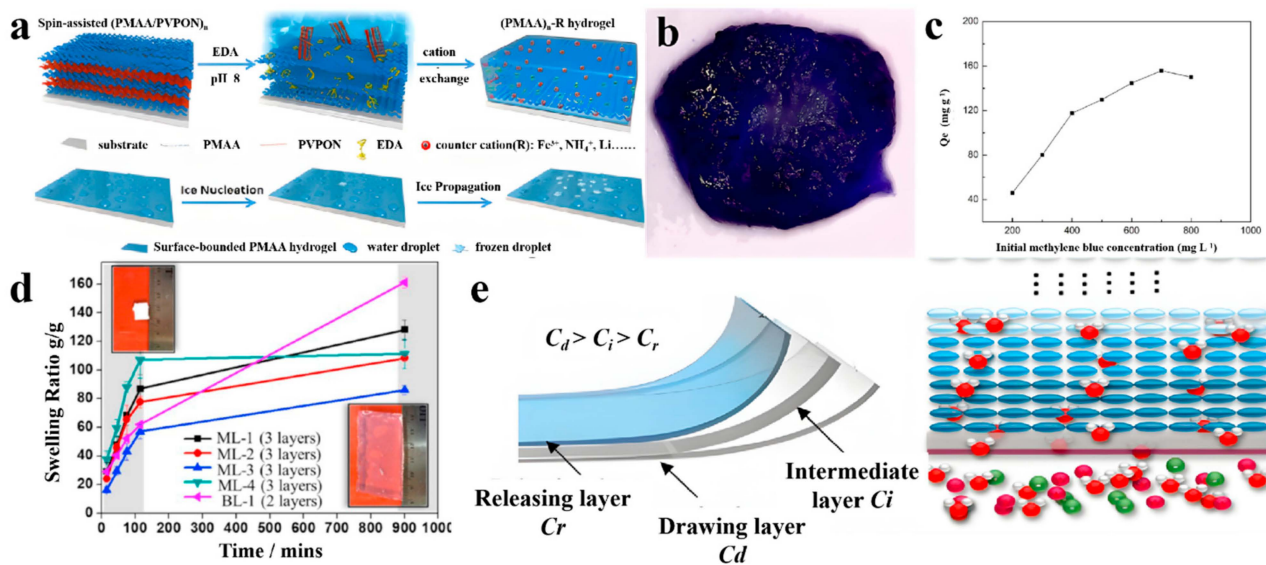 a
Spin-assisted (PMAA/PVPON)n
EDA
pH 8
cation
exchange
(PMAA)n-R hydrogel
substrate
PMAA
PVPON
EDA
counter cation(R): Fe³⁺, NH₄⁺, Li……
Ice Nucleation
Ice Propagation
Surface-bounded PMAA hydrogel
water droplet
frozen droplet
b
c
Qe (mg g⁻¹)
200
160
120
80
40
200 400 600 800 1000
Initial methylene blue concentration (mg L⁻¹)
d
Swelling Ratio g/g
160
140
120
100
80
60
40
20
0
ML-1 (3 layers)
ML-2 (3 layers)
ML-3 (3 layers)
ML-4 (3 layers)
BL-1 (2 layers)
0 100 200 300 400 500 600 700 800 900 1000
Time / mins
e
Cd > Ci > Cr
Releasing layer
Cr
Drawing layer
Cd
Intermediate
layer Ci